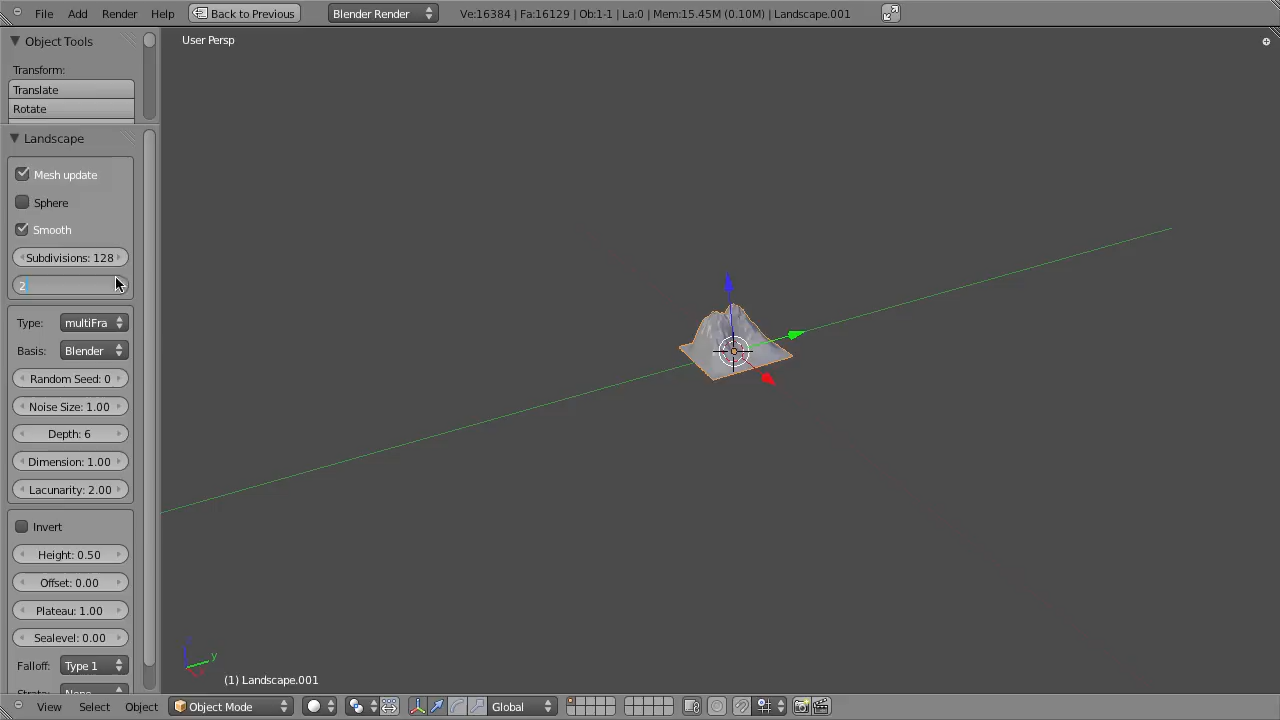 File Add Render Help Back to Previous Blender Render Ve:16384 | Fa:16129 | Ob:1-1 | La:0 | Mem:15.45M (0.10M) | Landscape.001
Object Tools
User Persp
Transform:
Translate
Rotate
Landscape
Mesh update
Sphere
Smooth
Subdivisions: 128
2
Type: multiFra
Basis: Blender
Random Seed: 0
Noise Size: 1.00
Depth: 6
Dimension: 1.00
Lacunarity: 2.00
Invert
Height: 0.50
Offset: 0.00
Plateau: 1.00
Sealevel: 0.00
Falloff: Type 1
y
(1) Landscape.001
View Select Object Object Mode Global